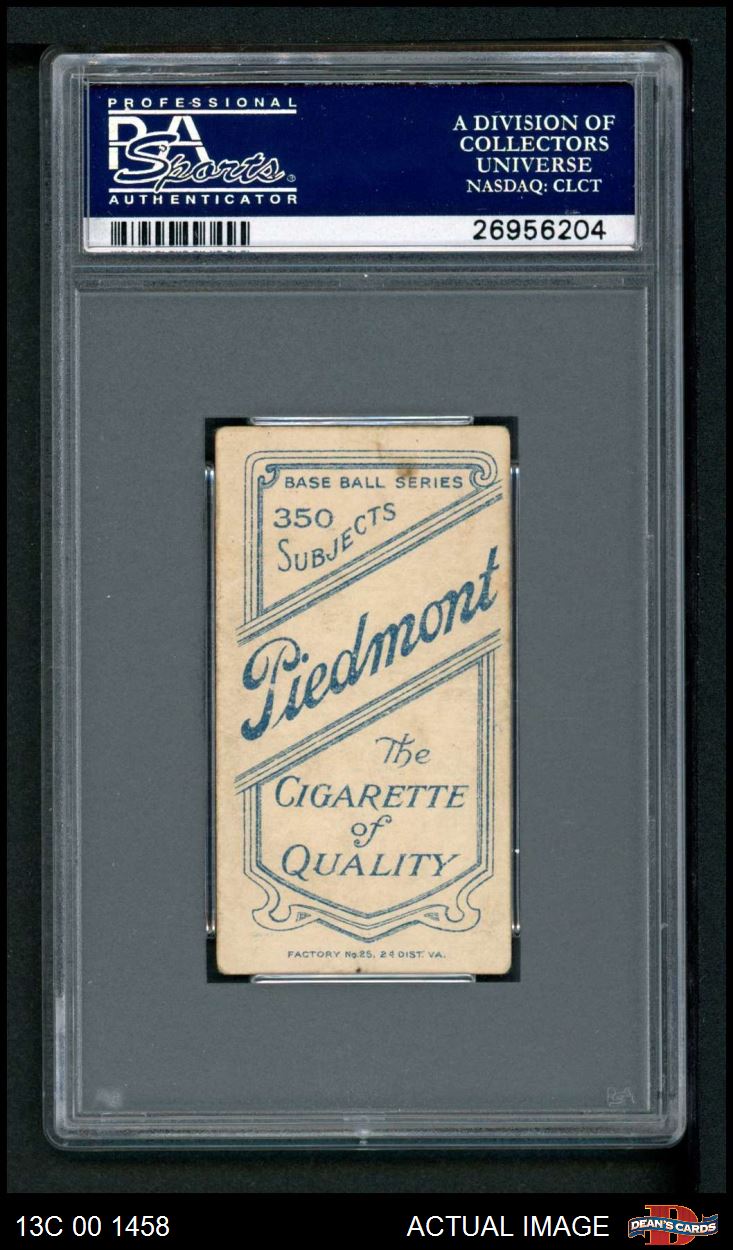 PROFESSIONAL
PSA
Sports
AUTHENTICATOR
A DIVISION OF
COLLECTORS
UNIVERSE
NASDAQ: CLCT
26956204
BASE BALL SERIES
350
SUBJECTS
Piedmont
The
CIGARETTE
of
QUALITY
FACTORY No. 25, 2d DIST. VA.
PSA
13C 00 1458
ACTUAL IMAGE
DEAN'S CARDS